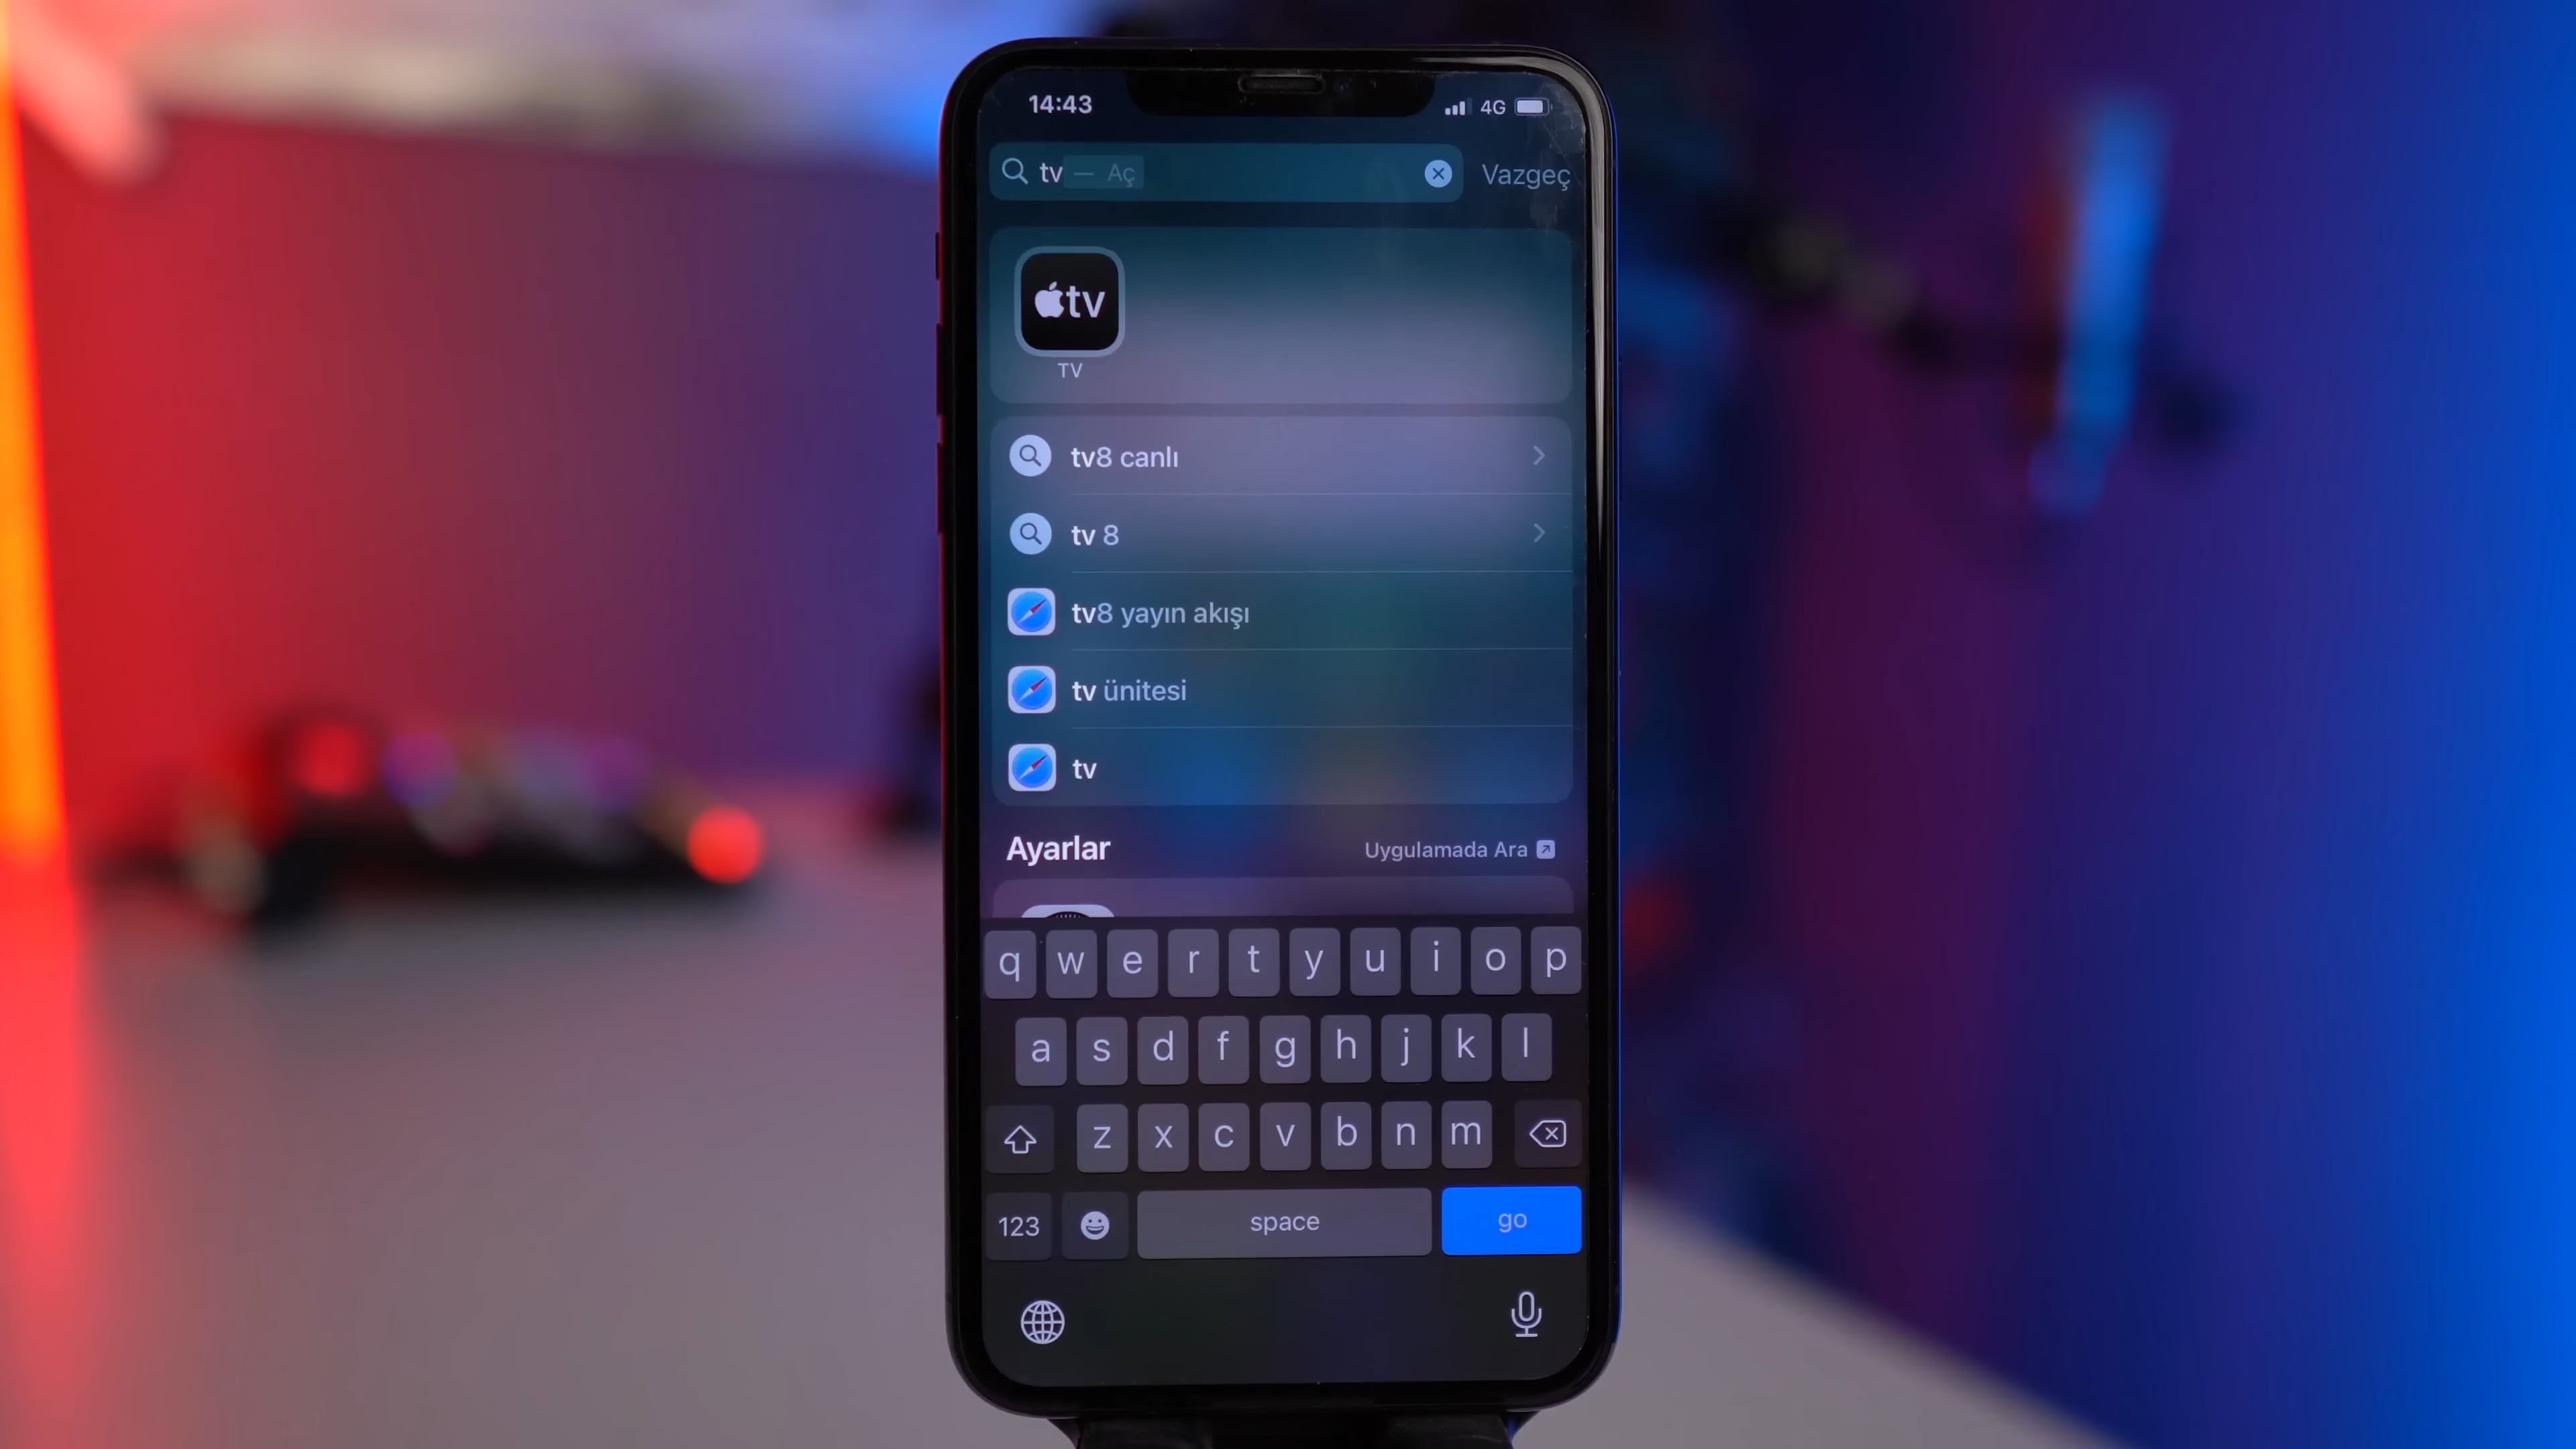 14:43
4G
tv — Aç
Vazgeç
tv
TV
tv8 canlı
tv 8
tv8 yayın akışı
tv ünitesi
tv
Ayarlar
Uygulamada Ara
q w e r t y u i o p
a s d f g h j k l
z x c v b n m
123
space
go